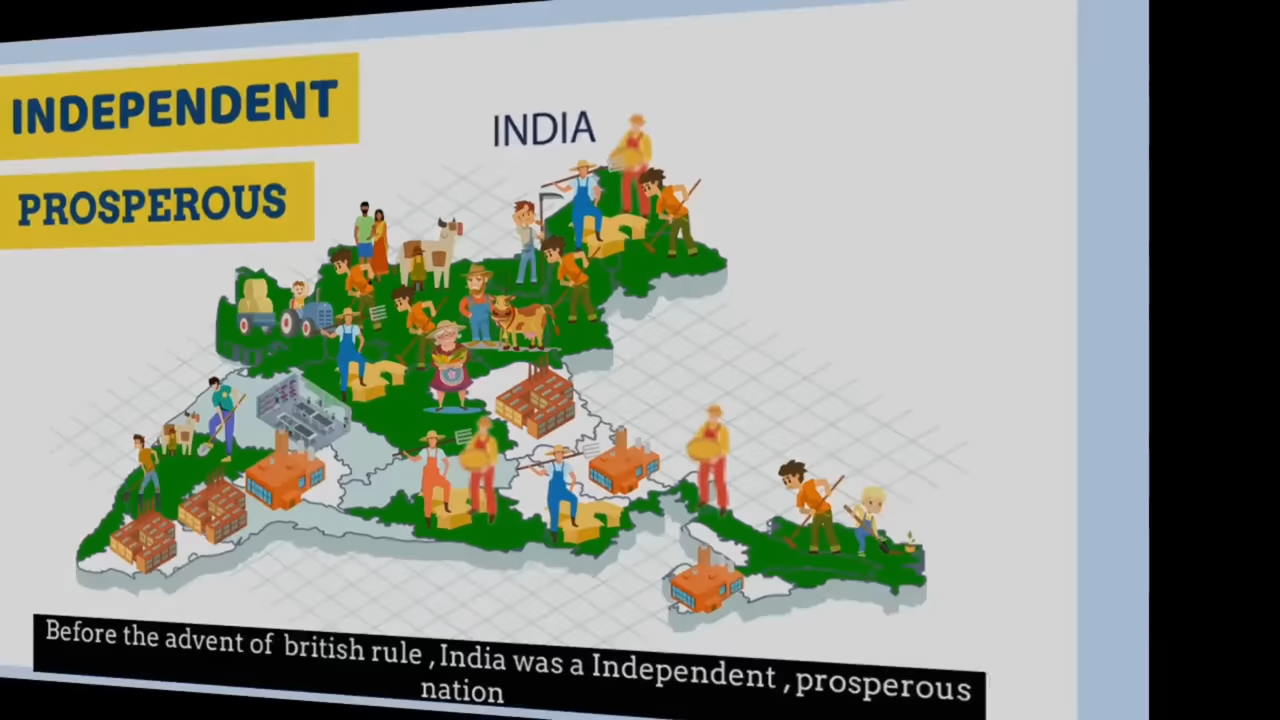 INDEPENDENT
INDIA
PROSPEROUS
Before the advent of british rule , India was a Independent , prosperous
nation